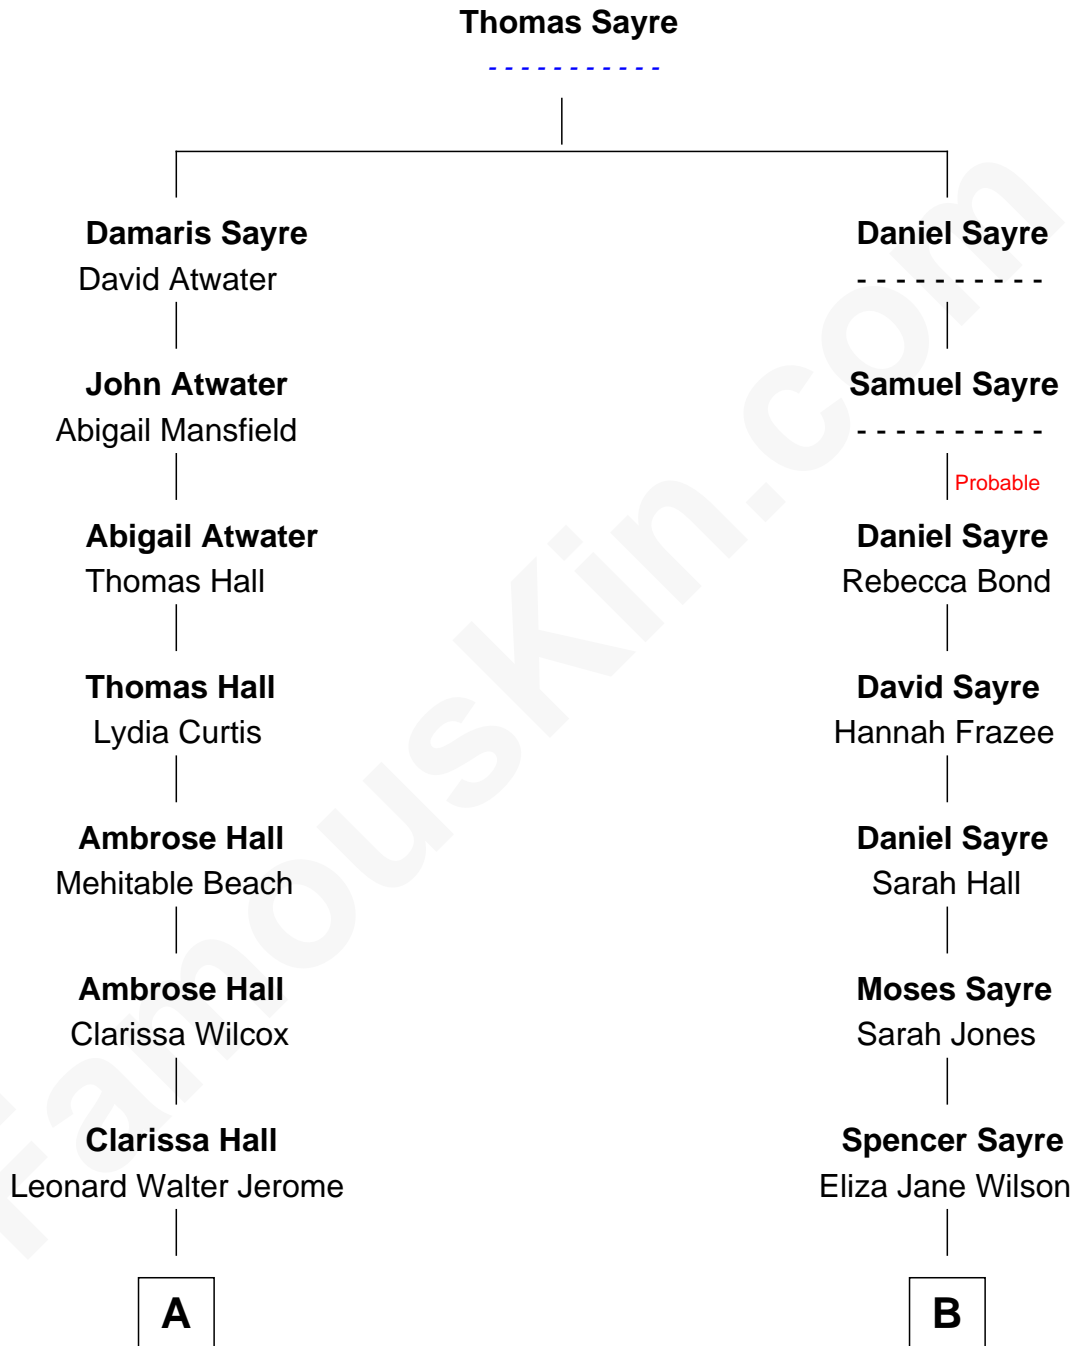 Thomas Sayre
- - - - - - - - - - -
Damaris Sayre
David Atwater
Daniel Sayre
- - - - - - - - - -
John Atwater
Abigail Mansfield
Samuel Sayre
- - - - - - - - - -
Probable
Abigail Atwater
Thomas Hall
Daniel Sayre
Rebecca Bond
Thomas Hall
Lydia Curtis
David Sayre
Hannah Frazee
Ambrose Hall
Mehitable Beach
Daniel Sayre
Sarah Hall
Ambrose Hall
Clarissa Wilcox
Moses Sayre
Sarah Jones
Clarissa Hall
Leonard Walter Jerome
Spencer Sayre
Eliza Jane Wilson
A
B
FamousKin.com